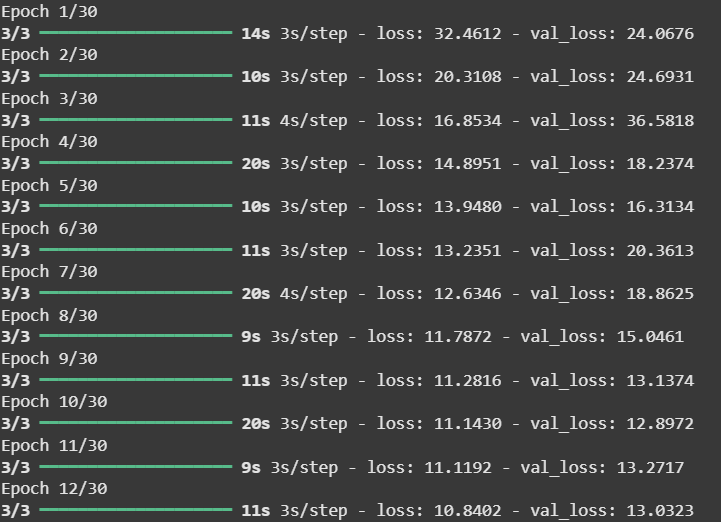 Epoch 1/30
3/3 ━━━━━━━━━━━━━━━━━━━━ 14s 3s/step - loss: 32.4612 - val_loss: 24.0676
Epoch 2/30
3/3 ━━━━━━━━━━━━━━━━━━━━ 10s 3s/step - loss: 20.3108 - val_loss: 24.6931
Epoch 3/30
3/3 ━━━━━━━━━━━━━━━━━━━━ 11s 4s/step - loss: 16.8534 - val_loss: 36.5818
Epoch 4/30
3/3 ━━━━━━━━━━━━━━━━━━━━ 20s 3s/step - loss: 14.8951 - val_loss: 18.2374
Epoch 5/30
3/3 ━━━━━━━━━━━━━━━━━━━━ 10s 3s/step - loss: 13.9480 - val_loss: 16.3134
Epoch 6/30
3/3 ━━━━━━━━━━━━━━━━━━━━ 11s 3s/step - loss: 13.2351 - val_loss: 20.3613
Epoch 7/30
3/3 ━━━━━━━━━━━━━━━━━━━━ 20s 4s/step - loss: 12.6346 - val_loss: 18.8625
Epoch 8/30
3/3 ━━━━━━━━━━━━━━━━━━━━ 9s 3s/step - loss: 11.7872 - val_loss: 15.0461
Epoch 9/30
3/3 ━━━━━━━━━━━━━━━━━━━━ 11s 3s/step - loss: 11.2816 - val_loss: 13.1374
Epoch 10/30
3/3 ━━━━━━━━━━━━━━━━━━━━ 20s 3s/step - loss: 11.1430 - val_loss: 12.8972
Epoch 11/30
3/3 ━━━━━━━━━━━━━━━━━━━━ 9s 3s/step - loss: 11.1192 - val_loss: 13.2717
Epoch 12/30
3/3 ━━━━━━━━━━━━━━━━━━━━ 11s 3s/step - loss: 10.8402 - val_loss: 13.0323